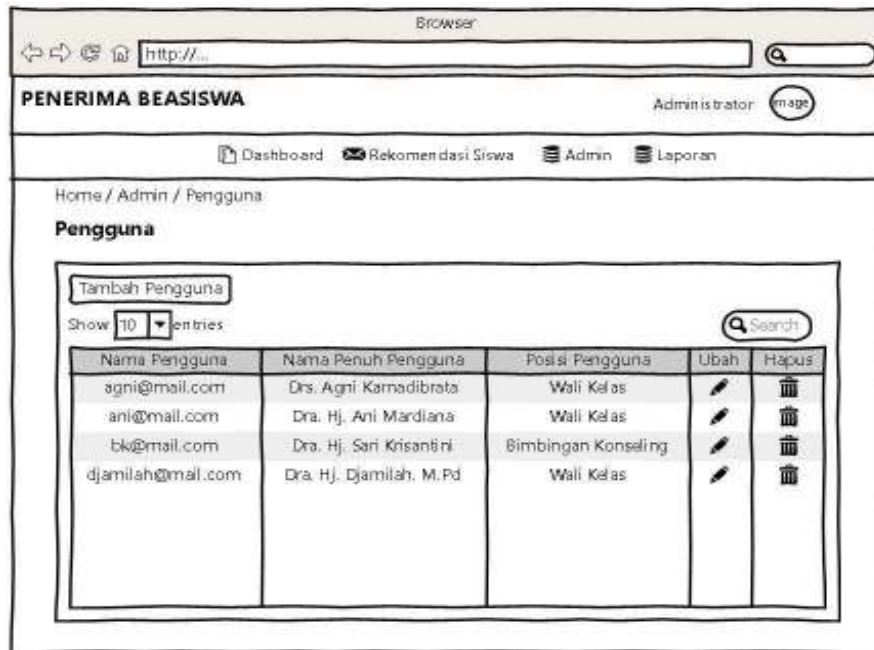 Browser
http://...
PENERIMA BEASISWA Administrator image
Dashboard Rekomendasi Siswa Admin Laporan
Home / Admin / Pengguna
Pengguna
Tambah Pengguna
Show 10 entries Search
Nama Pengguna Nama Penuh Pengguna Posisi Pengguna Ubah Hapus
agni@mail.com Drs. Agni Karnadibrata Wali Kelas
ani@mail.com Dra. Hj. Ani Mardiana Wali Kelas
bk@mail.com Dra. Hj. Sari Krisantini Bimbingan Konseling
djamilah@mail.com Dra. Hj. Djamilah. M.Pd Wali Kelas